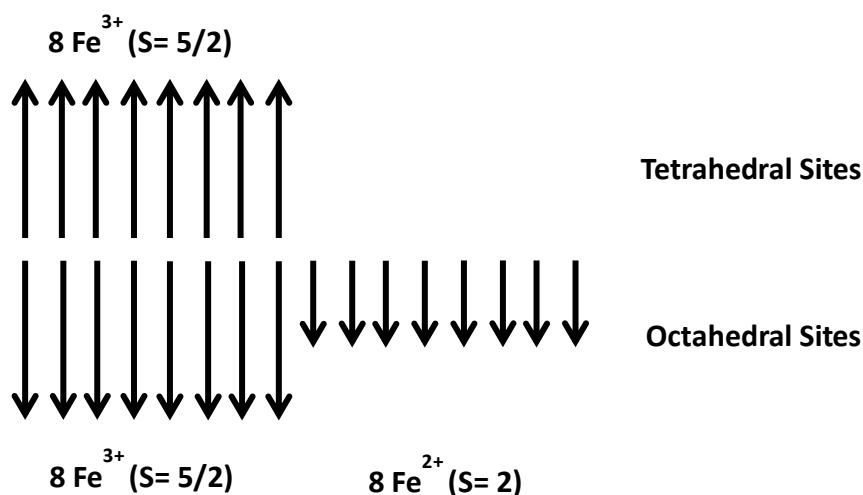 8 Fe³⁺ (S= 5/2)
Tetrahedral Sites
Octahedral Sites
8 Fe³⁺ (S= 5/2)
8 Fe²⁺ (S= 2)